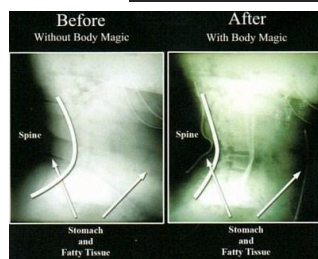 Before
Without Body Magic
After
With Body Magic
Spine
Spine
Stomach
and
Fatty Tissue
Stomach
and
Fatty Tissue